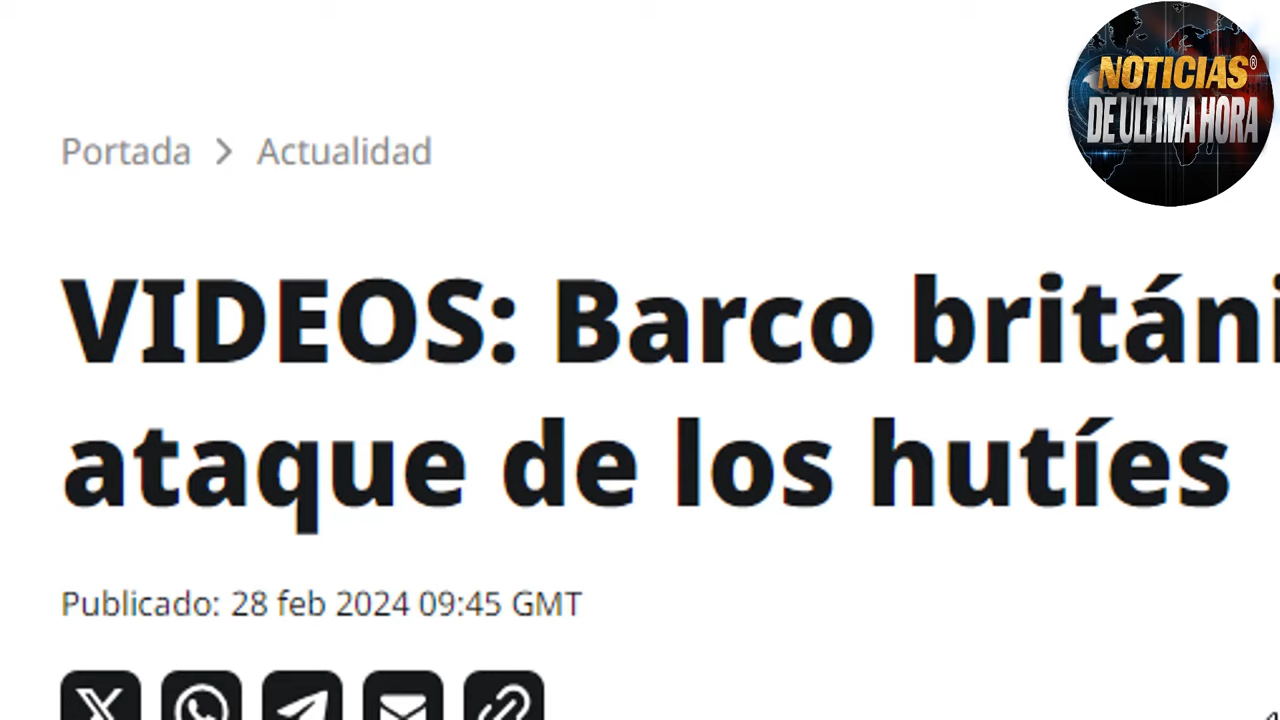 NOTICIAS®
DE ULTIMA HORA
Portada > Actualidad
VIDEOS: Barco británi
ataque de los hutíes
Publicado: 28 feb 2024 09:45 GMT